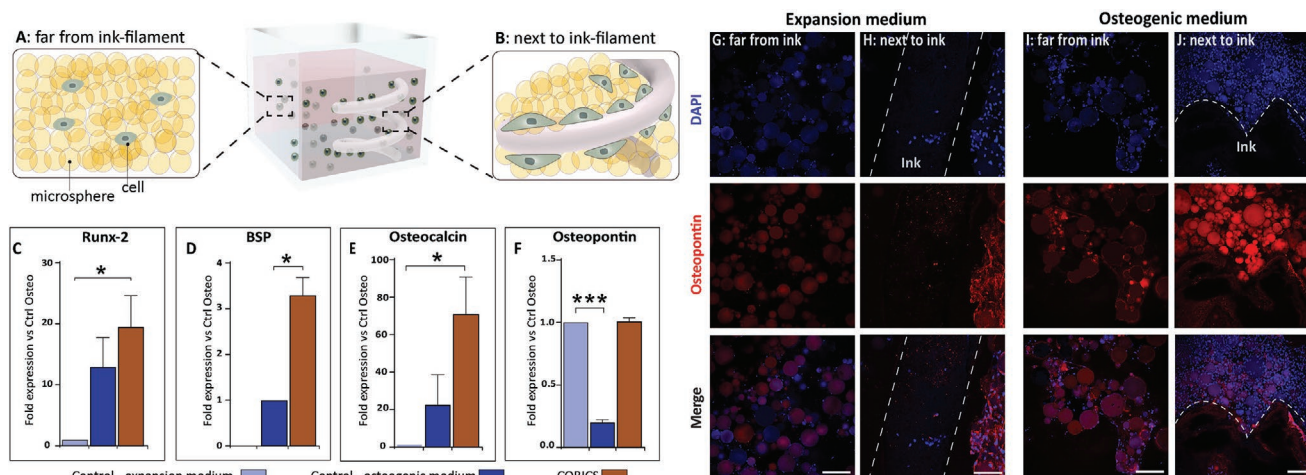 A: far from ink-filament
B: next to ink-filament
microsphere
cell
C
Runx-2
Fold expression vs Ctrl Osteo
30
20
10
0
*
D
BSP
Fold expression vs Ctrl Osteo
4
3
2
1
0
*
E
Osteocalcin
Fold expression vs Ctrl Osteo
100
80
60
40
20
0
*
F
Osteopontin
Fold expression vs Ctrl Osteo
1.5
1.0
0.5
0.0
***
Control - expansion medium
Control - osteogenic medium
COBICS
Expansion medium
Osteogenic medium
G: far from ink
H: next to ink
I: far from ink
J: next to ink
DAPI
Ink
Ink
Osteopontin
Merge